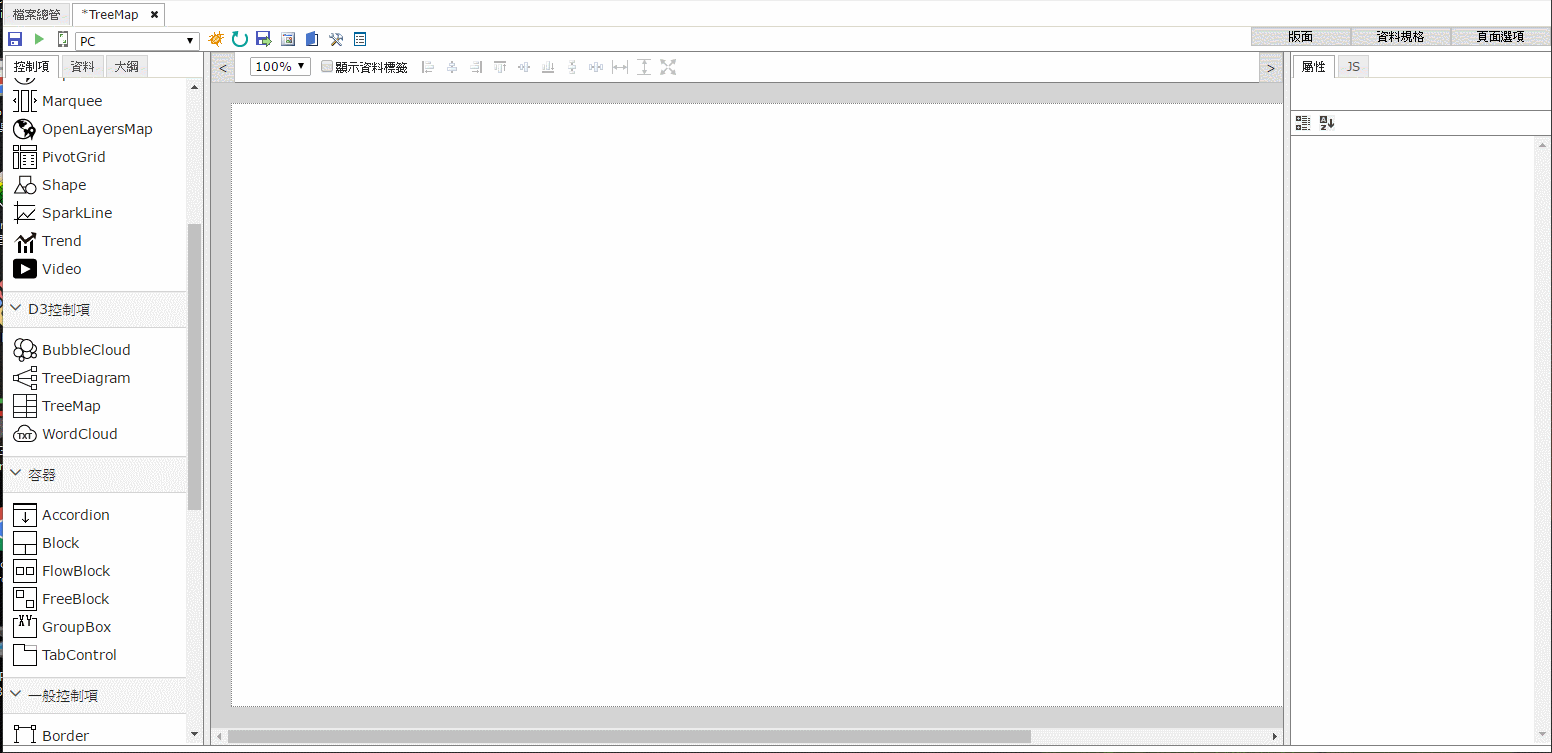 檔案總管 *TreeMap
PC
版面 資料規格 頁面選項
控制項 資料 大綱
< 100% 顯示資料標籤 >
屬性 JS
Marquee
OpenLayersMap
PivotGrid
Shape
SparkLine
Trend
Video
D3控制項
BubbleCloud
TreeDiagram
TreeMap
TXT WordCloud
容器
Accordion
Block
FlowBlock
FreeBlock
XY GroupBox
TabControl
一般控制項
Border